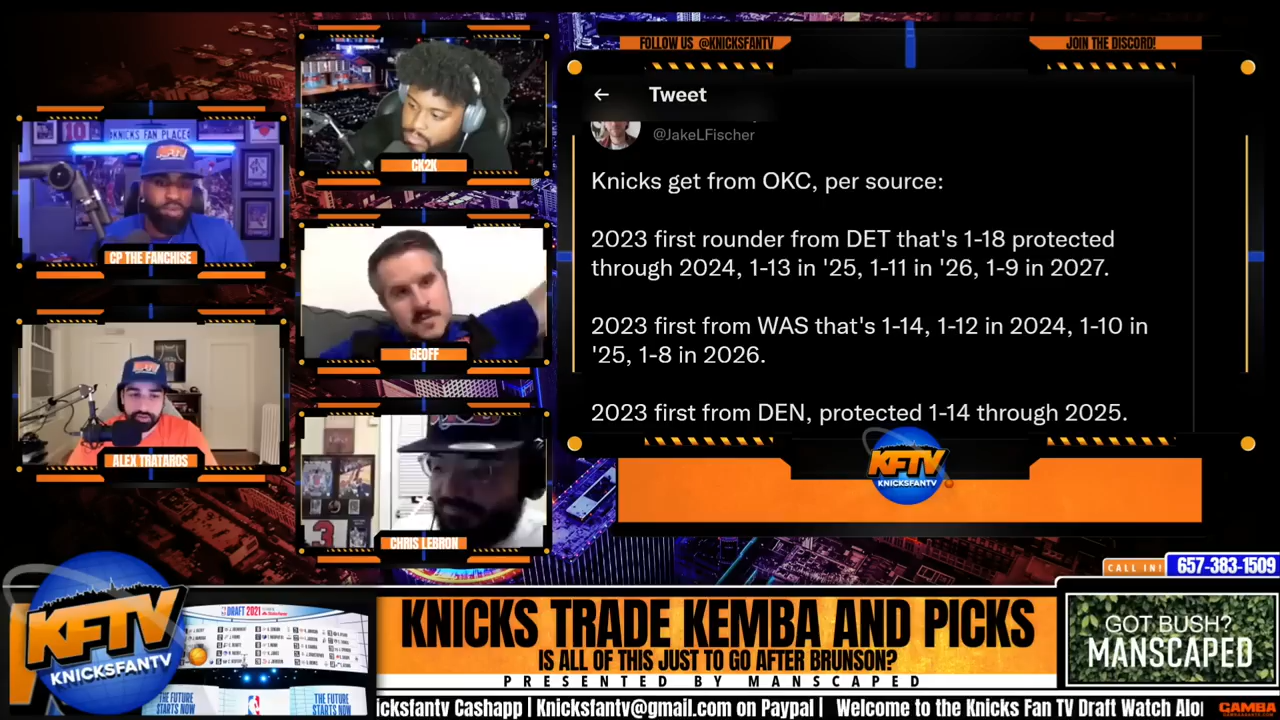 FOLLOW US @KNICKSFANTV
JOIN THE DISCORD!
← Tweet
@JakeLFischer
Knicks get from OKC, per source:
2023 first rounder from DET that's 1-18 protected
through 2024, 1-13 in '25, 1-11 in '26, 1-9 in 2027.
2023 first from WAS that's 1-14, 1-12 in 2024, 1-10 in
'25, 1-8 in 2026.
2023 first from DEN, protected 1-14 through 2025.
KNICKS FAN PLACE
10
CP THE FANCHISE
CK2K
GEOFF
ALEX TRATAROS
3
CHRIS LEBRON
KFTV
KNICKSFANTV
CALL IN!
657-383-1509
KFTV
KNICKSFANTV
DRAFT 2021
THE FUTURE
STARTS NOW
THE FUTURE
STARTS NOW
KNICKS TRADE KEMBA AND PICKS
IS ALL OF THIS JUST TO GO AFTER BRUNSON?
PRESENTED BY MANSCAPED
GOT BUSH?
MANSCAPED
icksfantv Cashapp | Knicksfantv@gmail.com on Paypal | Welcome to the Knicks Fan TV Draft Watch Alo
GAMBA